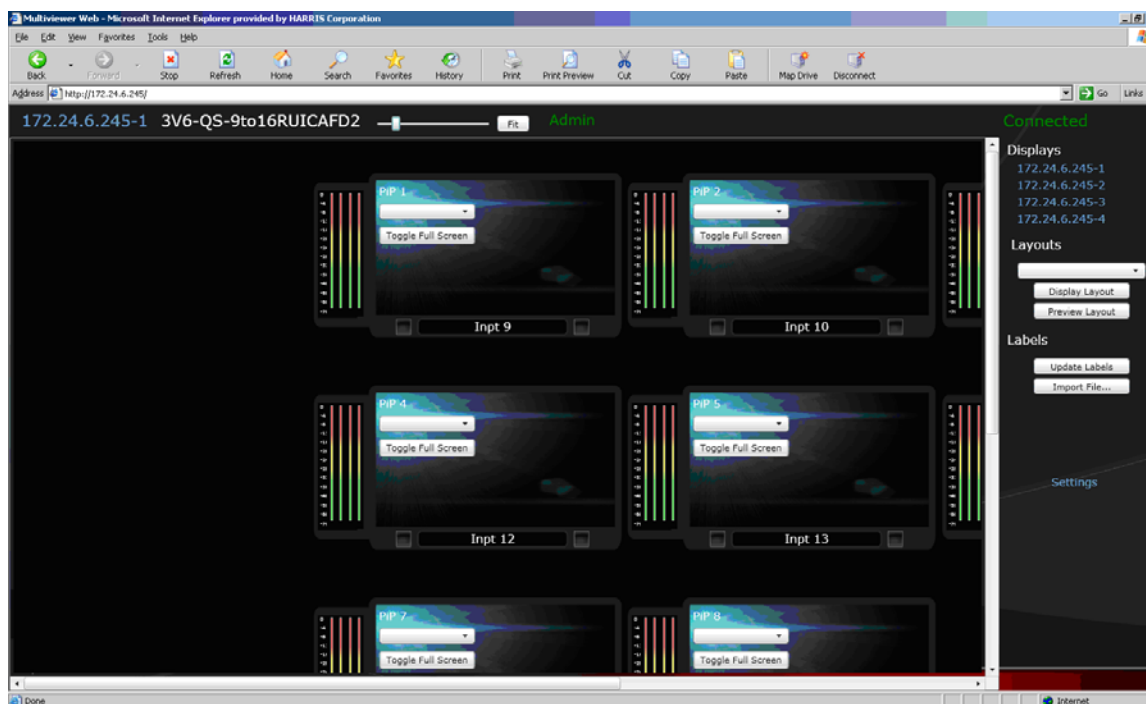 Multiviewer Web - Microsoft Internet Explorer provided by HARRIS Corporation
File Edit View Favorites Tools Help
Back Forward Stop Refresh Home Search Favorites History Print Print Preview Cut Copy Paste Map Drive Disconnect
Address http://172.24.6.245/ Go Links
172.24.6.245-1 3V6-QS-9to16RUICAFD2 Fit Admin Connected
Displays
172.24.6.245-1
172.24.6.245-2
172.24.6.245-3
172.24.6.245-4
Layouts
Display Layout
Preview Layout
Labels
Update Labels
Import File...
Settings
PiP 1 PiP 2
Toggle Full Screen Toggle Full Screen
Inpt 9 Inpt 10
PiP 4 PiP 5
Toggle Full Screen Toggle Full Screen
Inpt 12 Inpt 13
PiP 7 PiP 8
Toggle Full Screen Toggle Full Screen
Done Internet